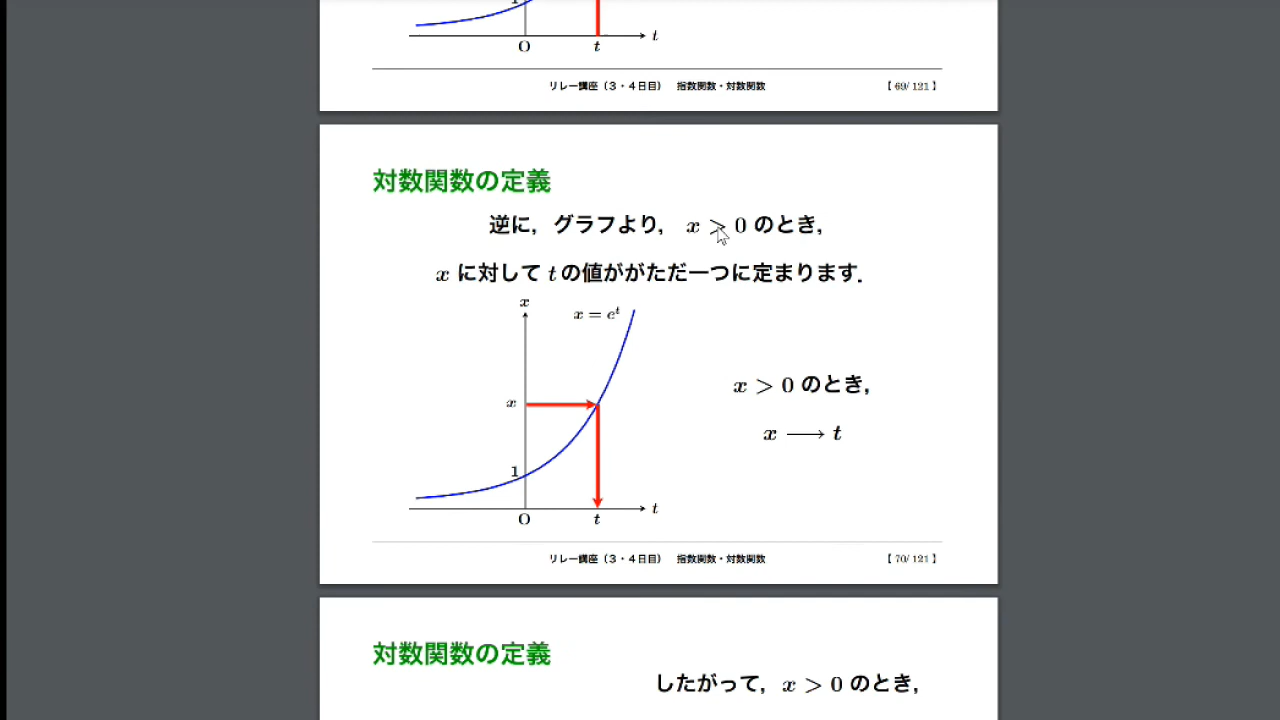 1
O
t
t
リレー講座（３・４日目） 指数関数・対数関数
【 69/ 121 】
対数関数の定義
逆に，グラフより， x > 0 のとき，
x に対して t の値ががただ一つに定まります．
x
x = e^t
x
1
O
t
t
x > 0 のとき，
x ⟶ t
リレー講座（３・４日目） 指数関数・対数関数
【 70/ 121 】
対数関数の定義
したがって，x > 0 のとき，